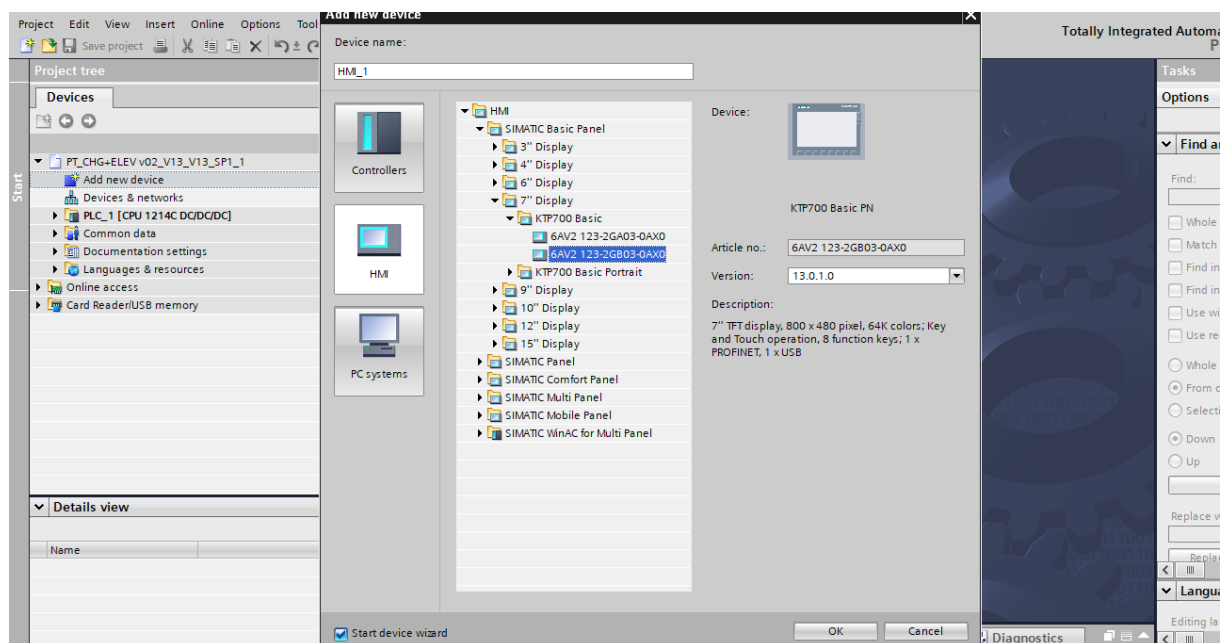 Add new device
Project Edit View Insert Online Options Tool
Totally Integrated Automa
P
Save project
Project tree
Devices
Start
PT_CHG+ELEV v02_V13_V13_SP1_1
Add new device
Devices & networks
PLC_1 [CPU 1214C DC/DC/DC]
Common data
Documentation settings
Languages & resources
Online access
Card Reader/USB memory
Details view
Name
Device name:
HMI_1
Controllers
HMI
PC systems
HMI
SIMATIC Basic Panel
3" Display
4" Display
6" Display
7" Display
KTP700 Basic
6AV2 123-2GA03-0AX0
6AV2 123-2GB03-0AX0
KTP700 Basic Portrait
9" Display
10" Display
12" Display
15" Display
SIMATIC Panel
SIMATIC Comfort Panel
SIMATIC Multi Panel
SIMATIC Mobile Panel
SIMATIC WinAC for Multi Panel
Device:
KTP700 Basic PN
Article no.: 6AV2 123-2GB03-0AX0
Version: 13.0.1.0
Description:
7" TFT display, 800 x 480 pixel, 64K colors; Key
and Touch operation, 8 function keys; 1 x
PROFINET, 1 x USB
Start device wizard
OK Cancel
Diagnostics
Tasks
Options
Find an
Find:
Whole
Match
Find in
Find in
Use wi
Use re
Whole
From c
Selecti
Down
Up
Replace w
Repla
Langua
Editing la